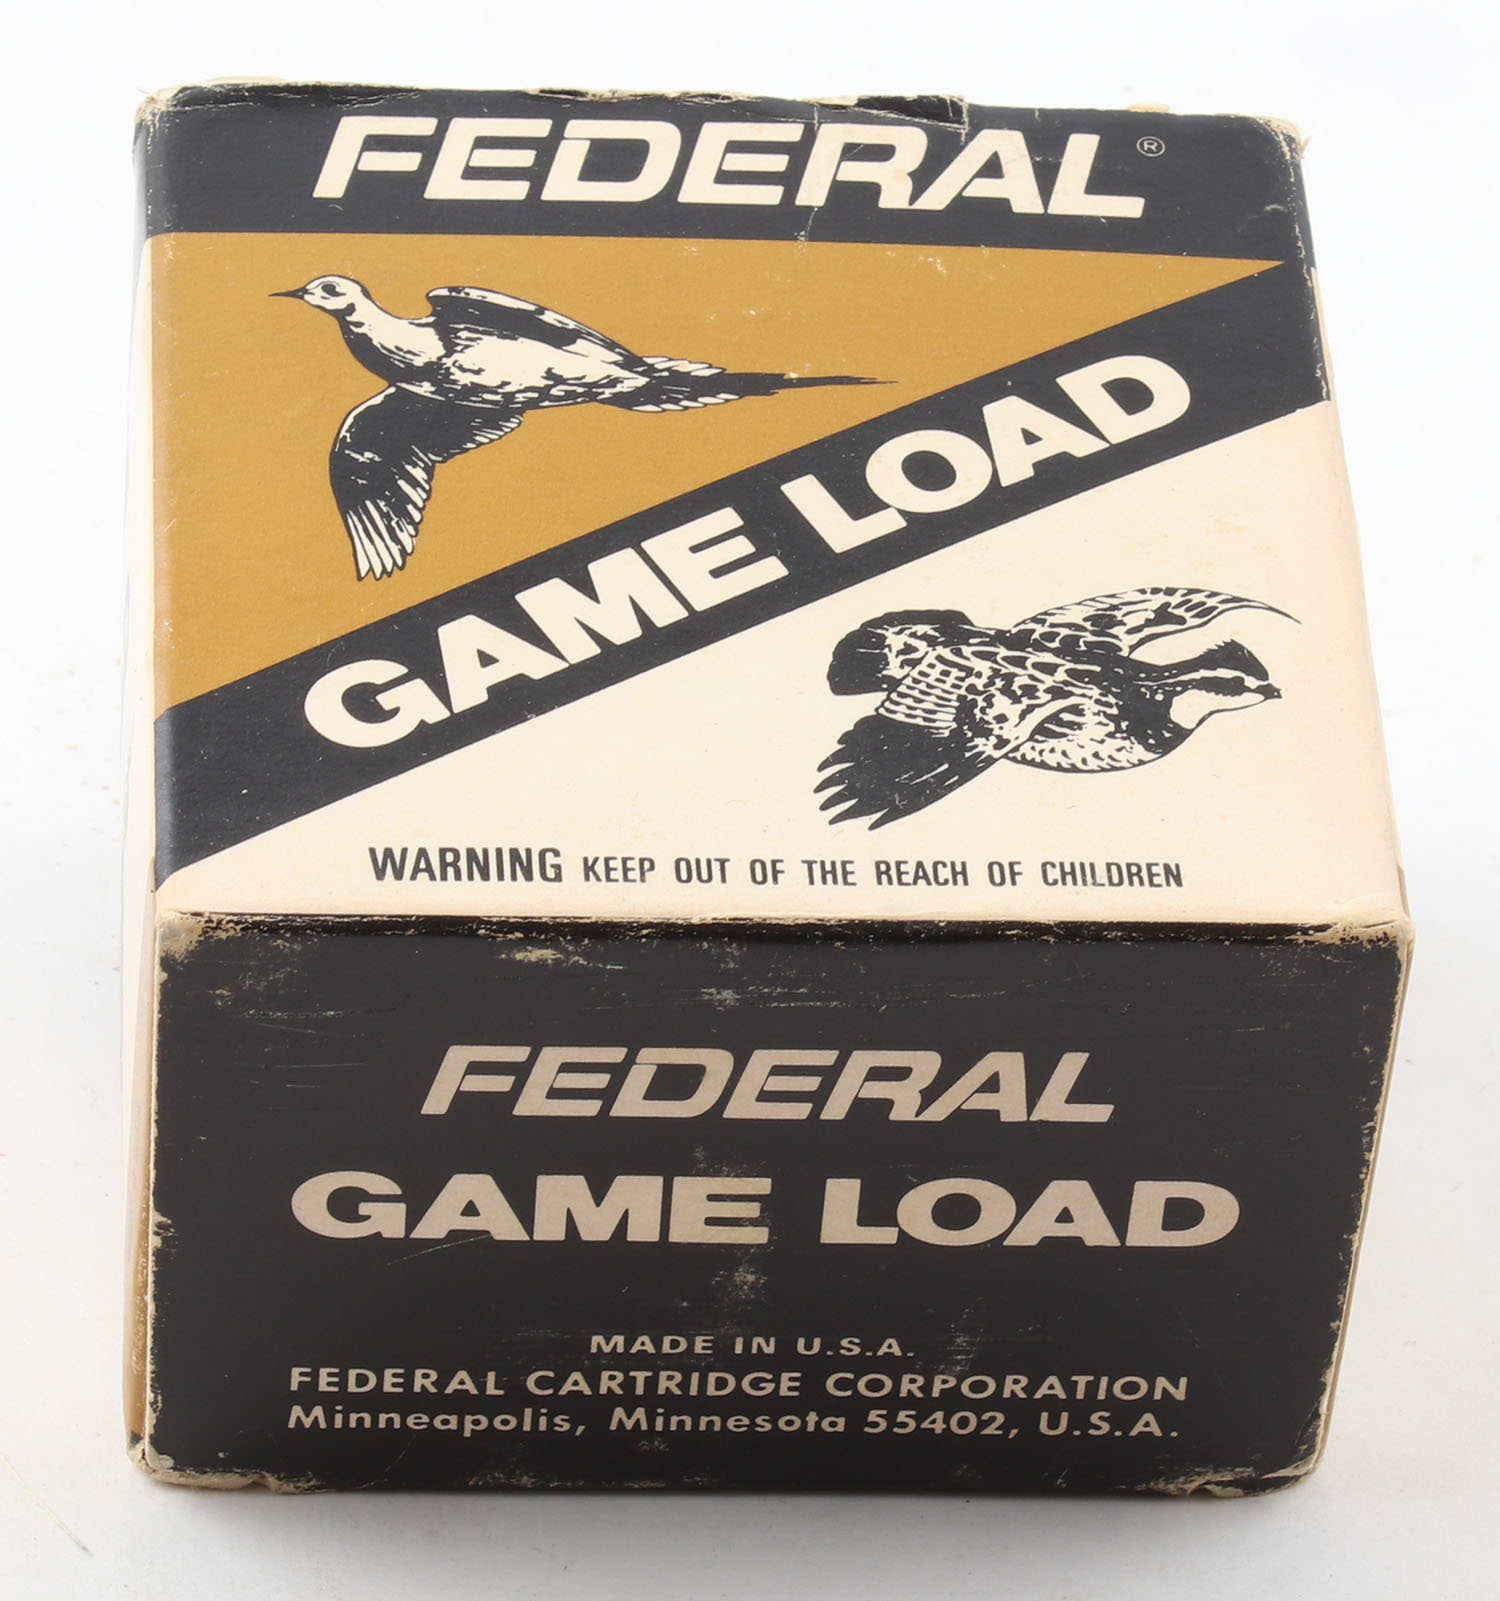 FEDERAL®
GAME LOAD
WARNING KEEP OUT OF THE REACH OF CHILDREN
FEDERAL
GAME LOAD
MADE IN U.S.A.
FEDERAL CARTRIDGE CORPORATION
Minneapolis, Minnesota 55402, U.S.A.